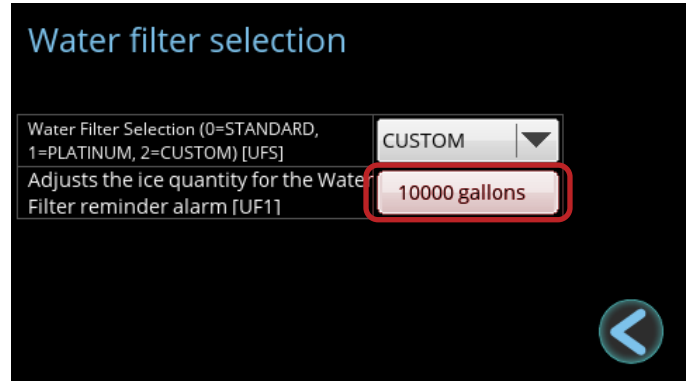 Water filter selection
Water Filter Selection (0=STANDARD,
1=PLATINUM, 2=CUSTOM) [UFS]
CUSTOM
Adjusts the ice quantity for the Water
Filter reminder alarm [UF1]
10000 gallons